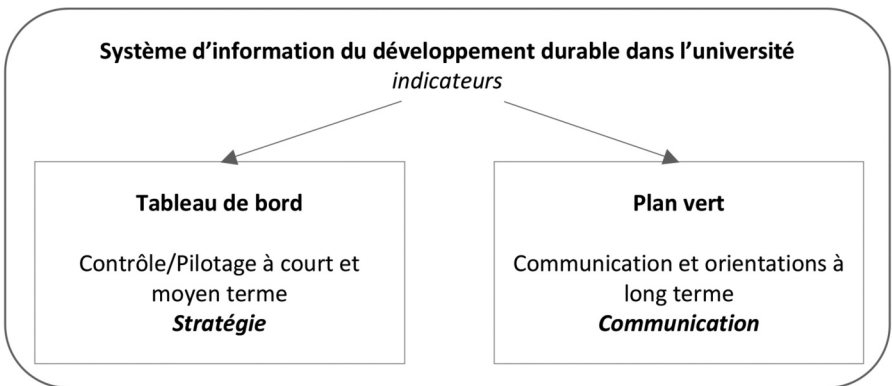 Système d’information du développement durable dans l’université
indicateurs
Tableau de bord
Contrôle/Pilotage à court et
moyen terme
Stratégie
Plan vert
Communication et orientations à
long terme
Communication